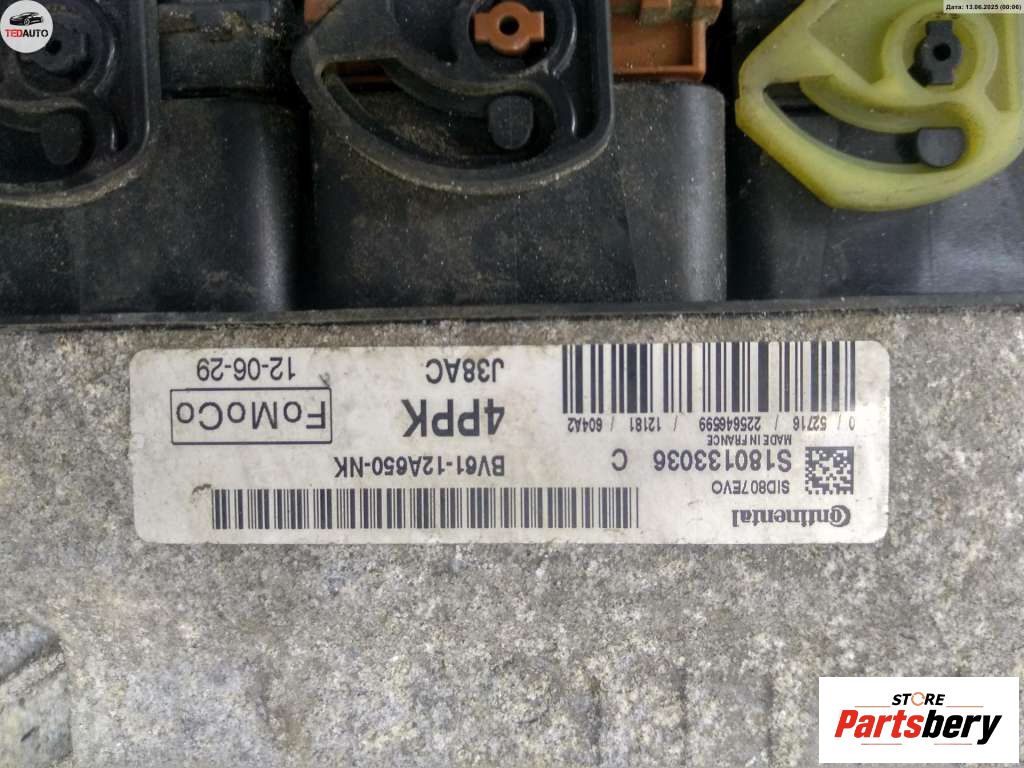 TEDAUTO
Дата: 13.06.2025 (00:06)
Continental
SID807EVO
S180133036 C
MADE IN FRANCE
0 / 52716 / 225646599 / 12181 / 604A2
BV61-12A650-NK
4PPK
FoMoCo
J38AC
12-06-29
STORE
Partsbery